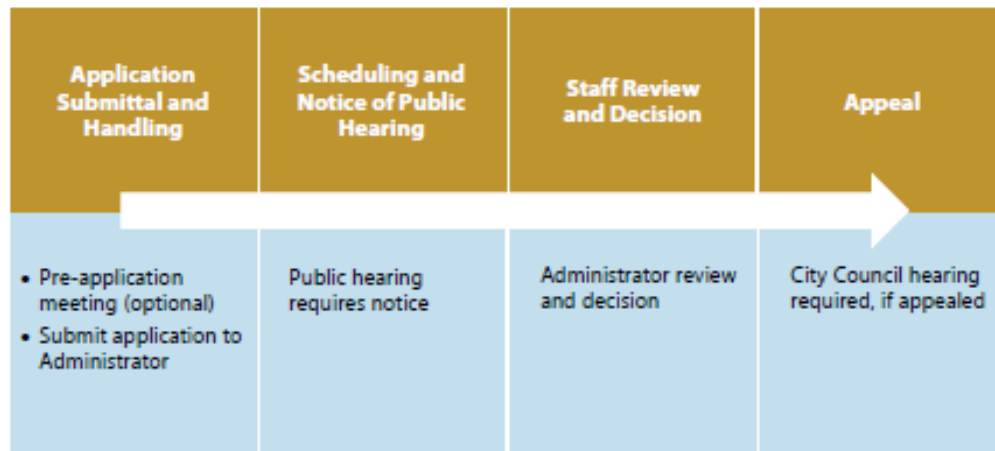 Application
Submittal and
Handling
Scheduling and
Notice of Public
Hearing
Staff Review
and Decision
Appeal
• Pre-application
meeting (optional)
• Submit application to
Administrator
Public hearing
requires notice
Administrator review
and decision
City Council hearing
required, if appealed